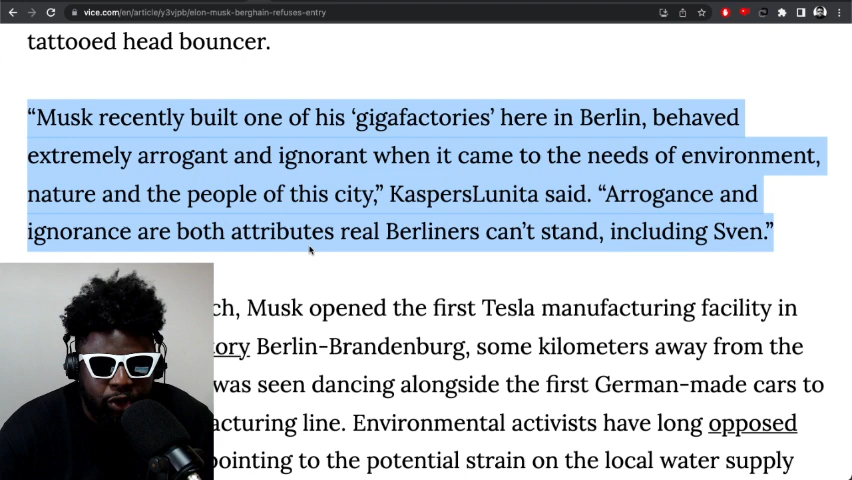 vice.com/en/article/y3vjpb/elon-musk-berghain-refuses-entry
tattooed head bouncer.
“Musk recently built one of his ‘gigafactories’ here in Berlin, behaved
extremely arrogant and ignorant when it came to the needs of environment,
nature and the people of this city,” KaspersLunita said. “Arrogance and
ignorance are both attributes real Berliners can’t stand, including Sven.”
ch, Musk opened the first Tesla manufacturing facility in
ory Berlin-Brandenburg, some kilometers away from the
was seen dancing alongside the first German-made cars to
acturing line. Environmental activists have long opposed
pointing to the potential strain on the local water supply